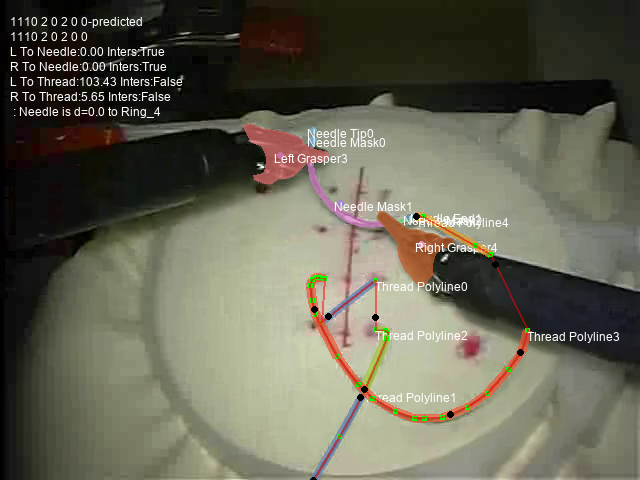 1110 2 0 2 0 0-predicted
1110 2 0 2 0 0
L To Needle:0.00 Inters:True
R To Needle:0.00 Inters:True
L To Thread:103.43 Inters:False
R To Thread:5.65 Inters:False
: Needle is d=0.0 to Ring_4
Needle Tip0
Needle Mask0
Left Grasper3
Needle Mask1
Thread Polyline4
Right Grasper4
Thread Polyline0
Thread Polyline2
Thread Polyline3
Polyline1